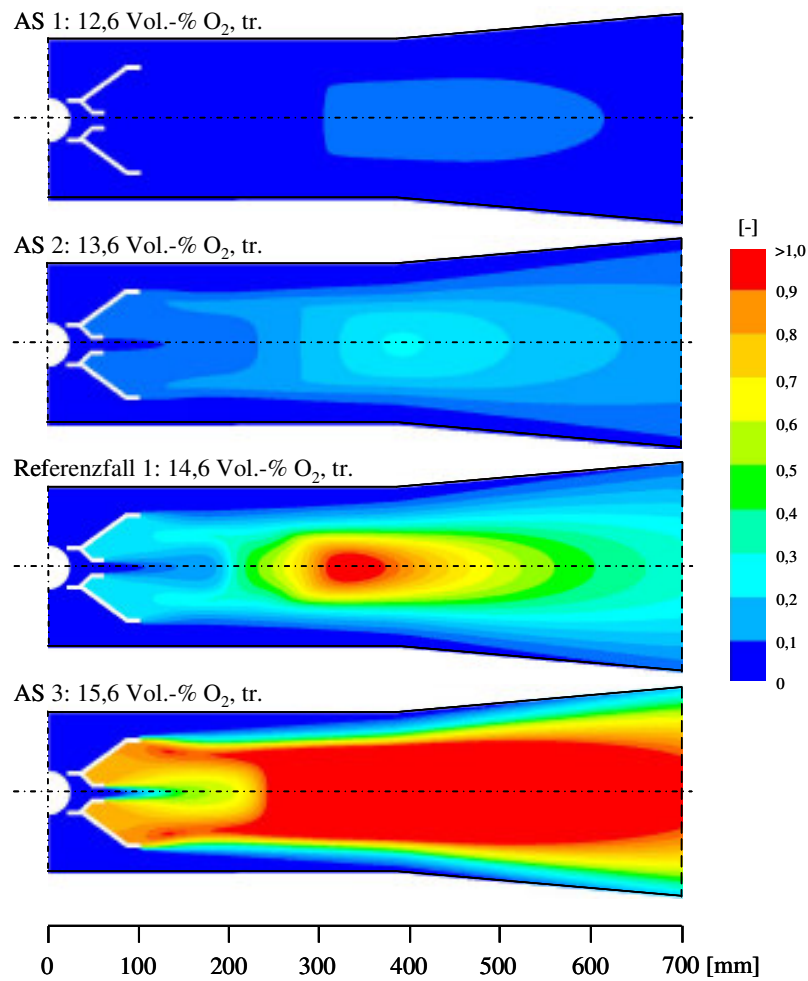 AS 1: 12,6 Vol.-% O₂, tr.
AS 2: 13,6 Vol.-% O₂, tr.
Referenzfall 1: 14,6 Vol.-% O₂, tr.
AS 3: 15,6 Vol.-% O₂, tr.
[-]
>1,0
0,9
0,8
0,7
0,6
0,5
0,4
0,3
0,2
0,1
0
0 100 200 300 400 500 600 700 [mm]